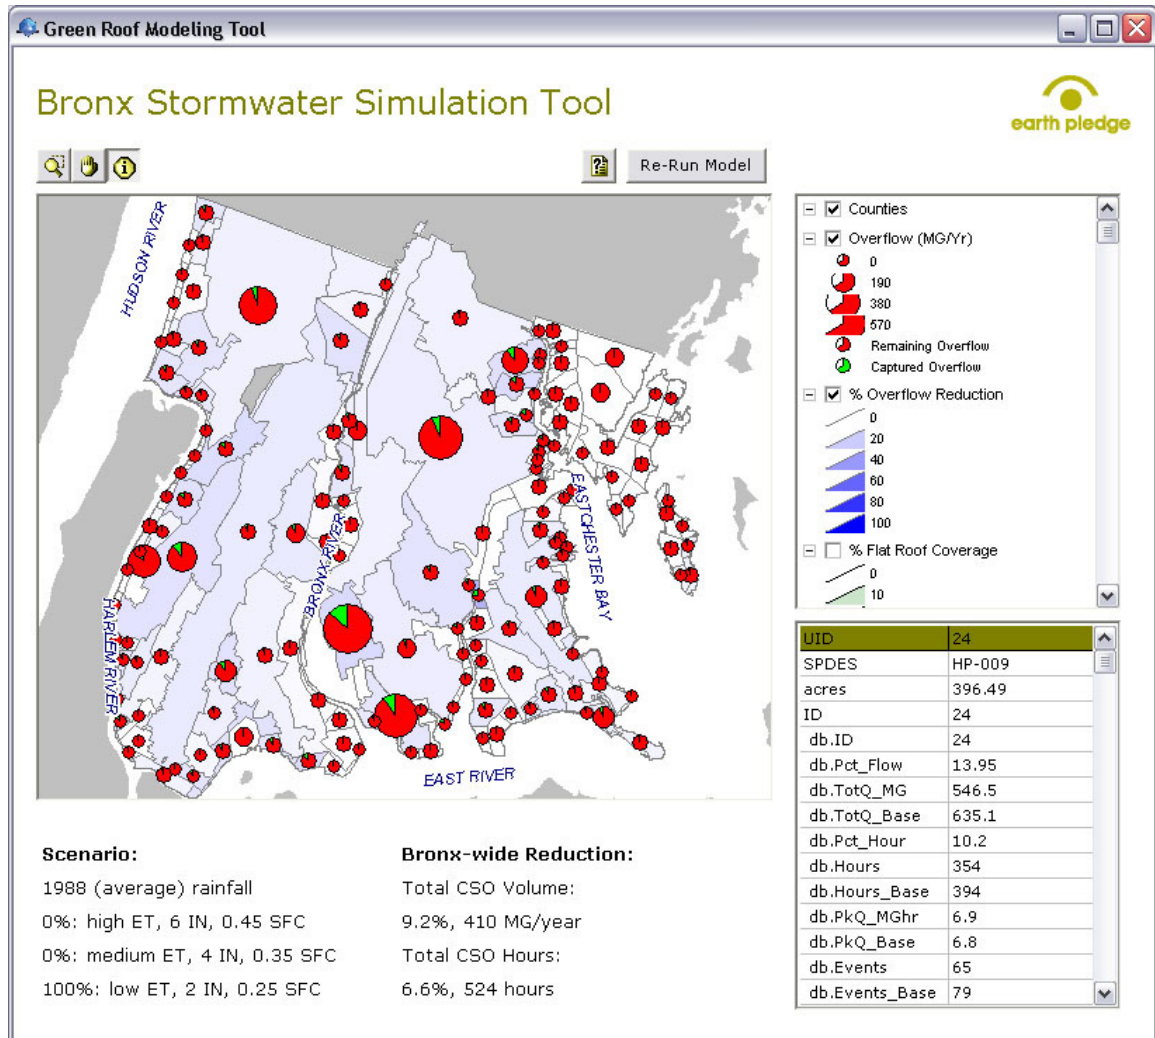 Green Roof Modeling Tool
Bronx Stormwater Simulation Tool
earth pledge
Re-Run Model
HUDSON RIVER
HARLEM RIVER
BRONX RIVER
EASTCHESTER BAY
EAST RIVER
Counties
Overflow (MG/Yr)
0
190
380
570
Remaining Overflow
Captured Overflow
% Overflow Reduction
0
20
40
60
80
100
% Flat Roof Coverage
0
10
UID 24
SPDES HP-009
acres 396.49
ID 24
db.ID 24
db.Pct_Flow 13.95
db.TotQ_MG 546.5
db.TotQ_Base 635.1
db.Pct_Hour 10.2
db.Hours 354
db.Hours_Base 394
db.PkQ_MGhr 6.9
db.PkQ_Base 6.8
db.Events 65
db.Events_Base 79
Scenario:
1988 (average) rainfall
0%: high ET, 6 IN, 0.45 SFC
0%: medium ET, 4 IN, 0.35 SFC
100%: low ET, 2 IN, 0.25 SFC
Bronx-wide Reduction:
Total CSO Volume:
9.2%, 410 MG/year
Total CSO Hours:
6.6%, 524 hours